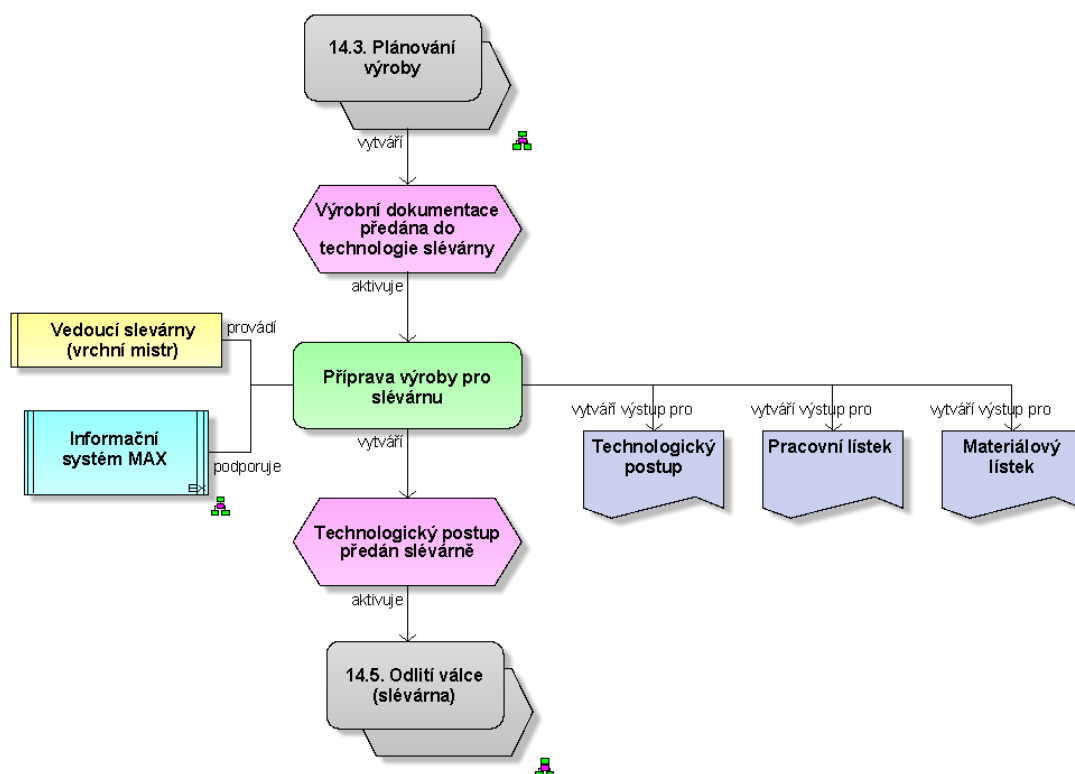 14.3. Plánování
výroby
vytváří
Výrobní dokumentace
předána do
technologie slévárny
aktivuje
Vedoucí slevárny
(vrchní mistr)
provádí
Příprava výroby pro
slévárnu
Informační
systém MAX
podporuje
vytváří výstup pro
vytváří výstup pro
vytváří výstup pro
Technologický
postup
Pracovní lístek
Materiálový
lístek
vytváří
Technologický postup
předán slévárně
aktivuje
14.5. Odlití válce
(slévárna)